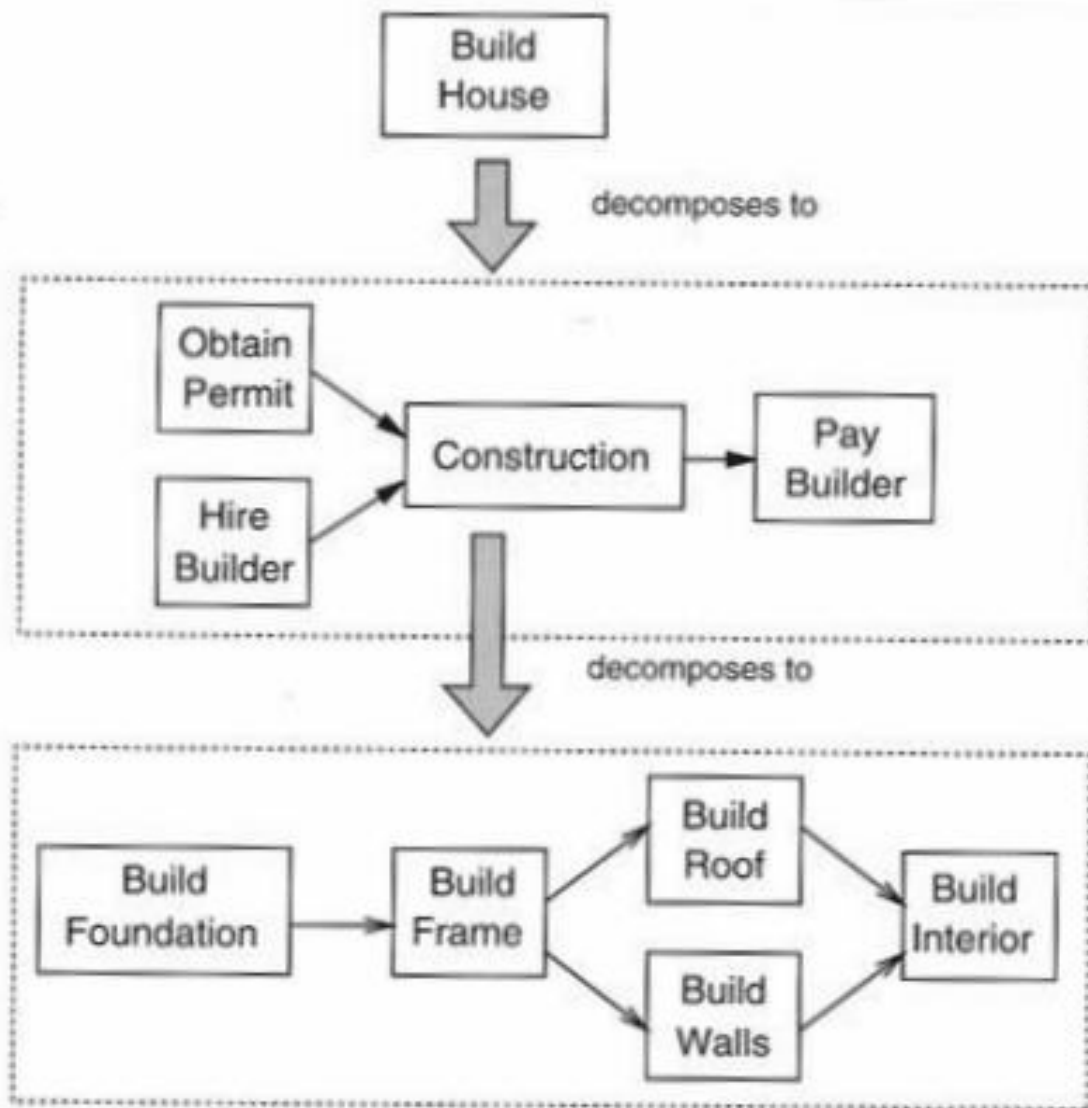 Build
House
decomposes to
Obtain
Permit
Hire
Builder
Construction
Pay
Builder
decomposes to
Build
Foundation
Build
Frame
Build
Roof
Build
Walls
Build
Interior